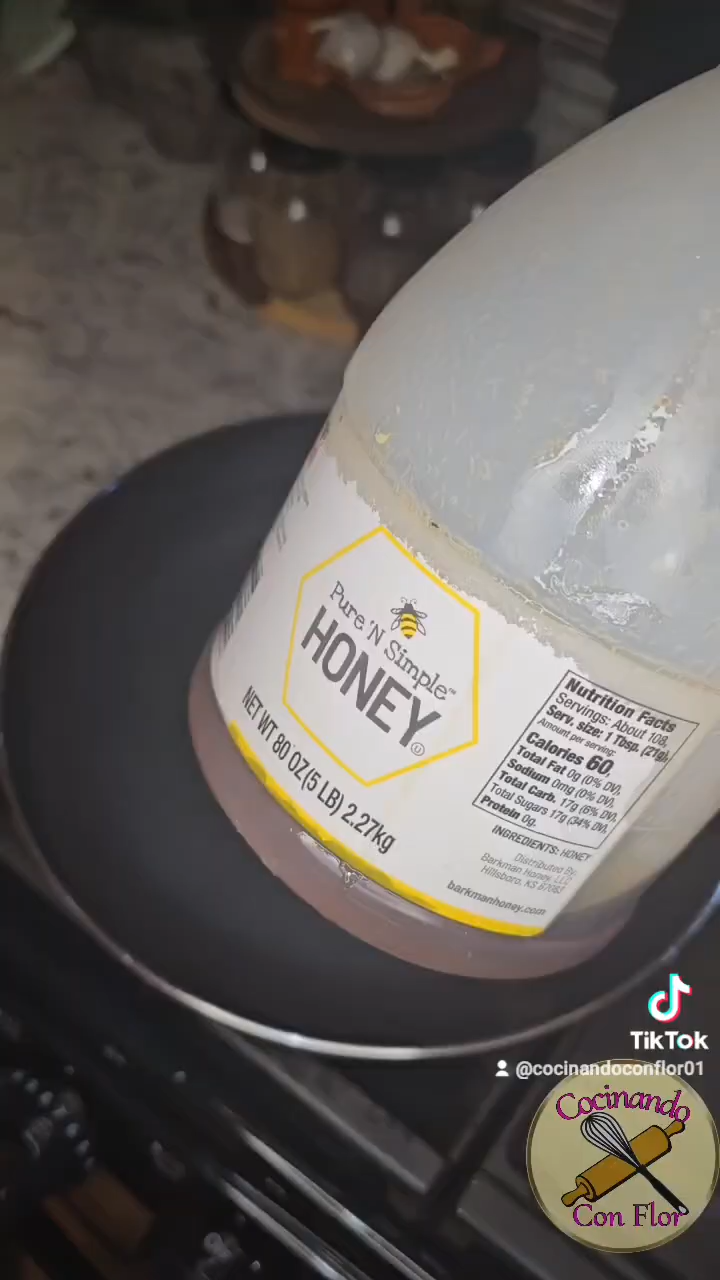 Pure 'N Simple™
HONEY
NET WT 80 OZ(5 LB) 2.27kg
Nutrition Facts
Servings: About 108,
Serv. size: 1 Tbsp. (21g),
Amount per serving:
Calories 60,
Total Fat 0g (0% DV),
Sodium 0mg (0% DV),
Total Carb. 17g (6% DV),
Total Sugars 17g (34% DV),
Protein 0g.
INGREDIENTS: HONEY
Distributed By:
Barkman Honey, LLC
Hillsboro, KS 67063
barkmanhoney.com
TikTok
@cocinandoconflor01
Cocinando
Con Flor